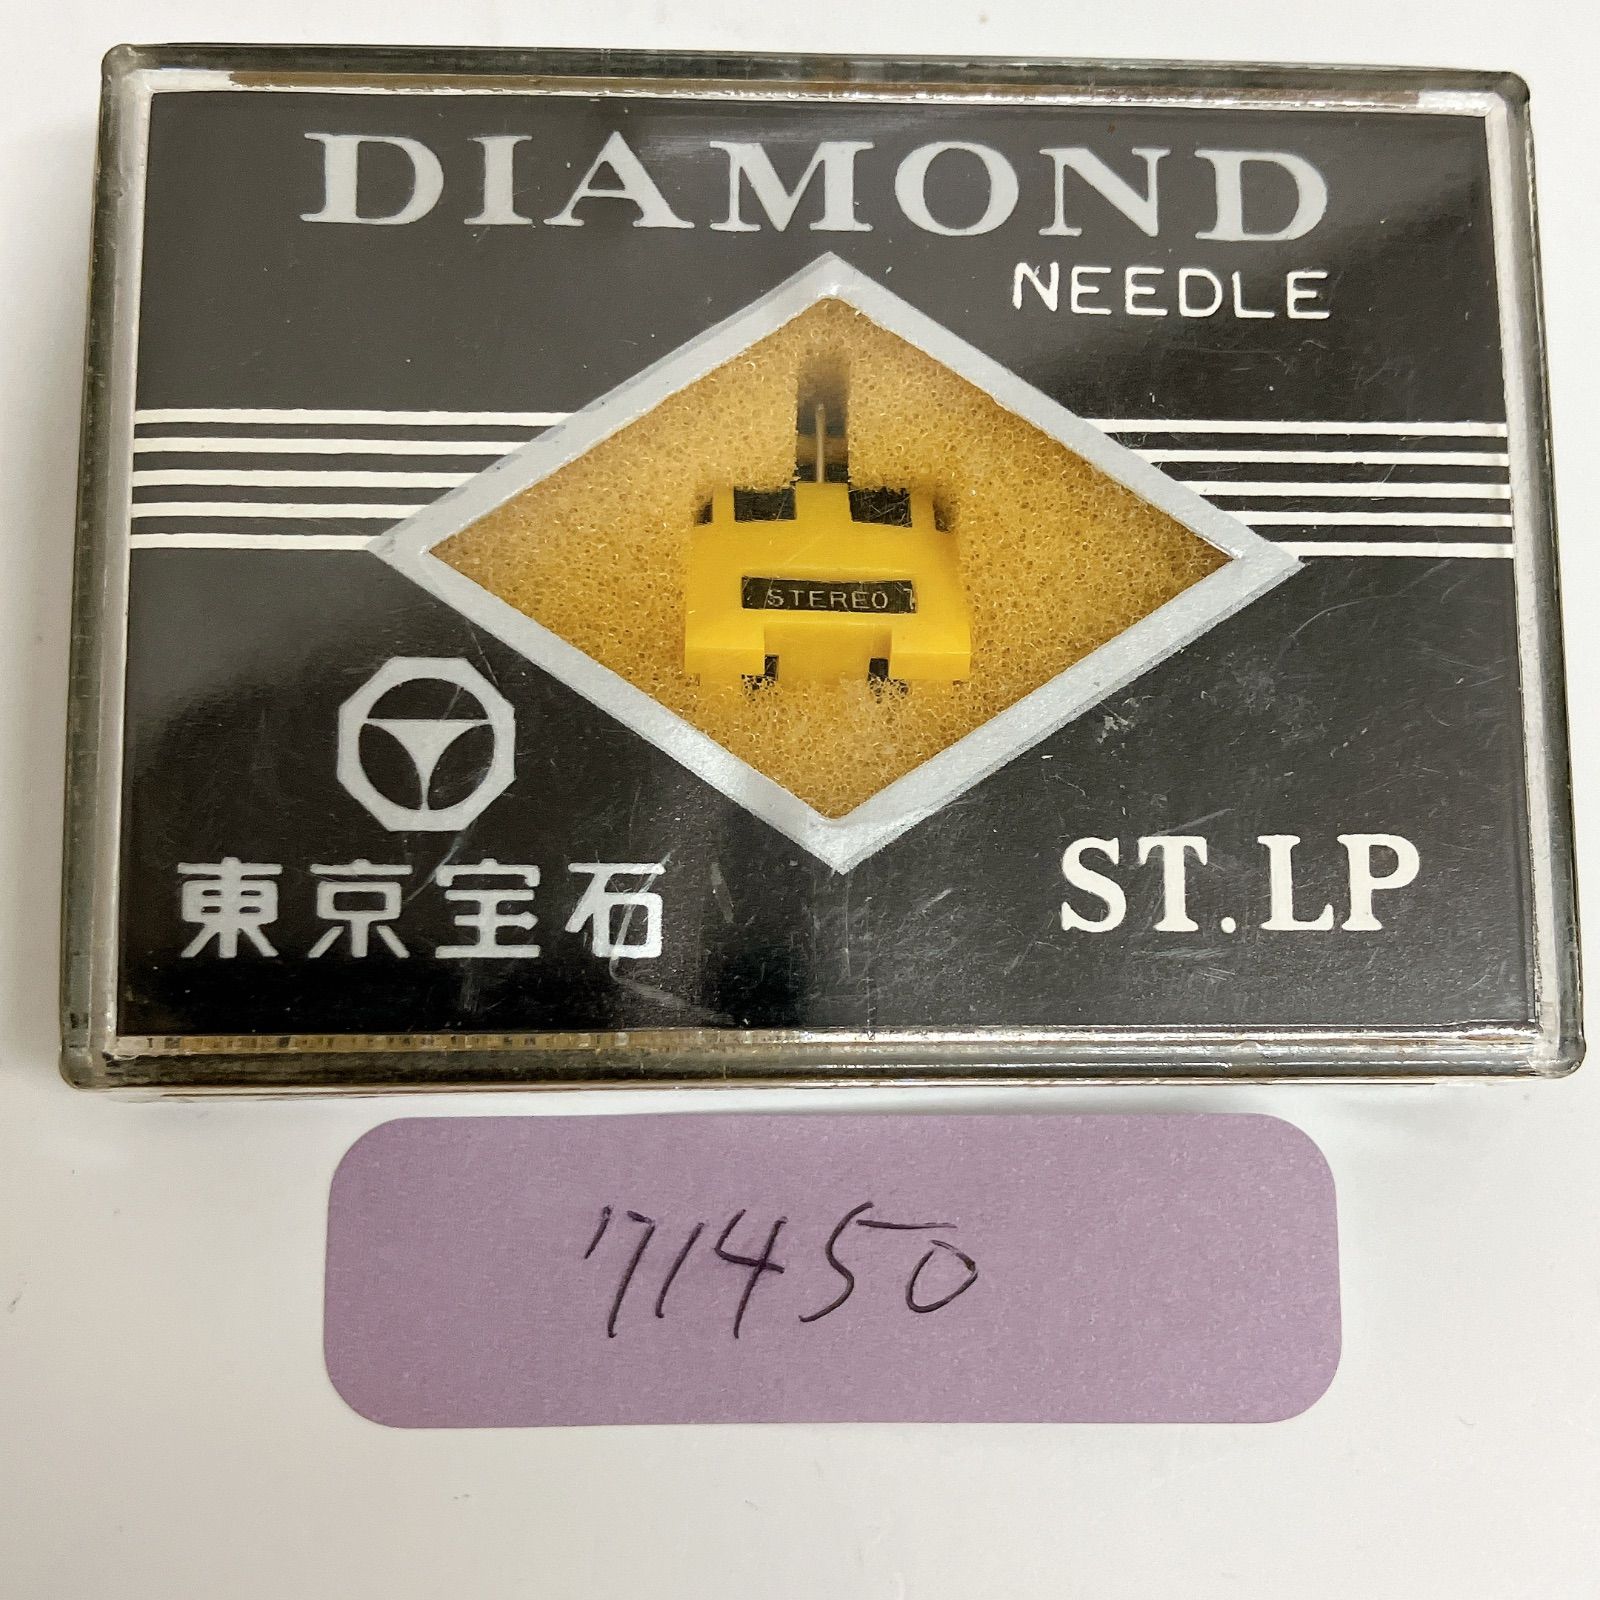 DIAMOND
NEEDLE
STEREO
東京宝石
ST.LP
71450